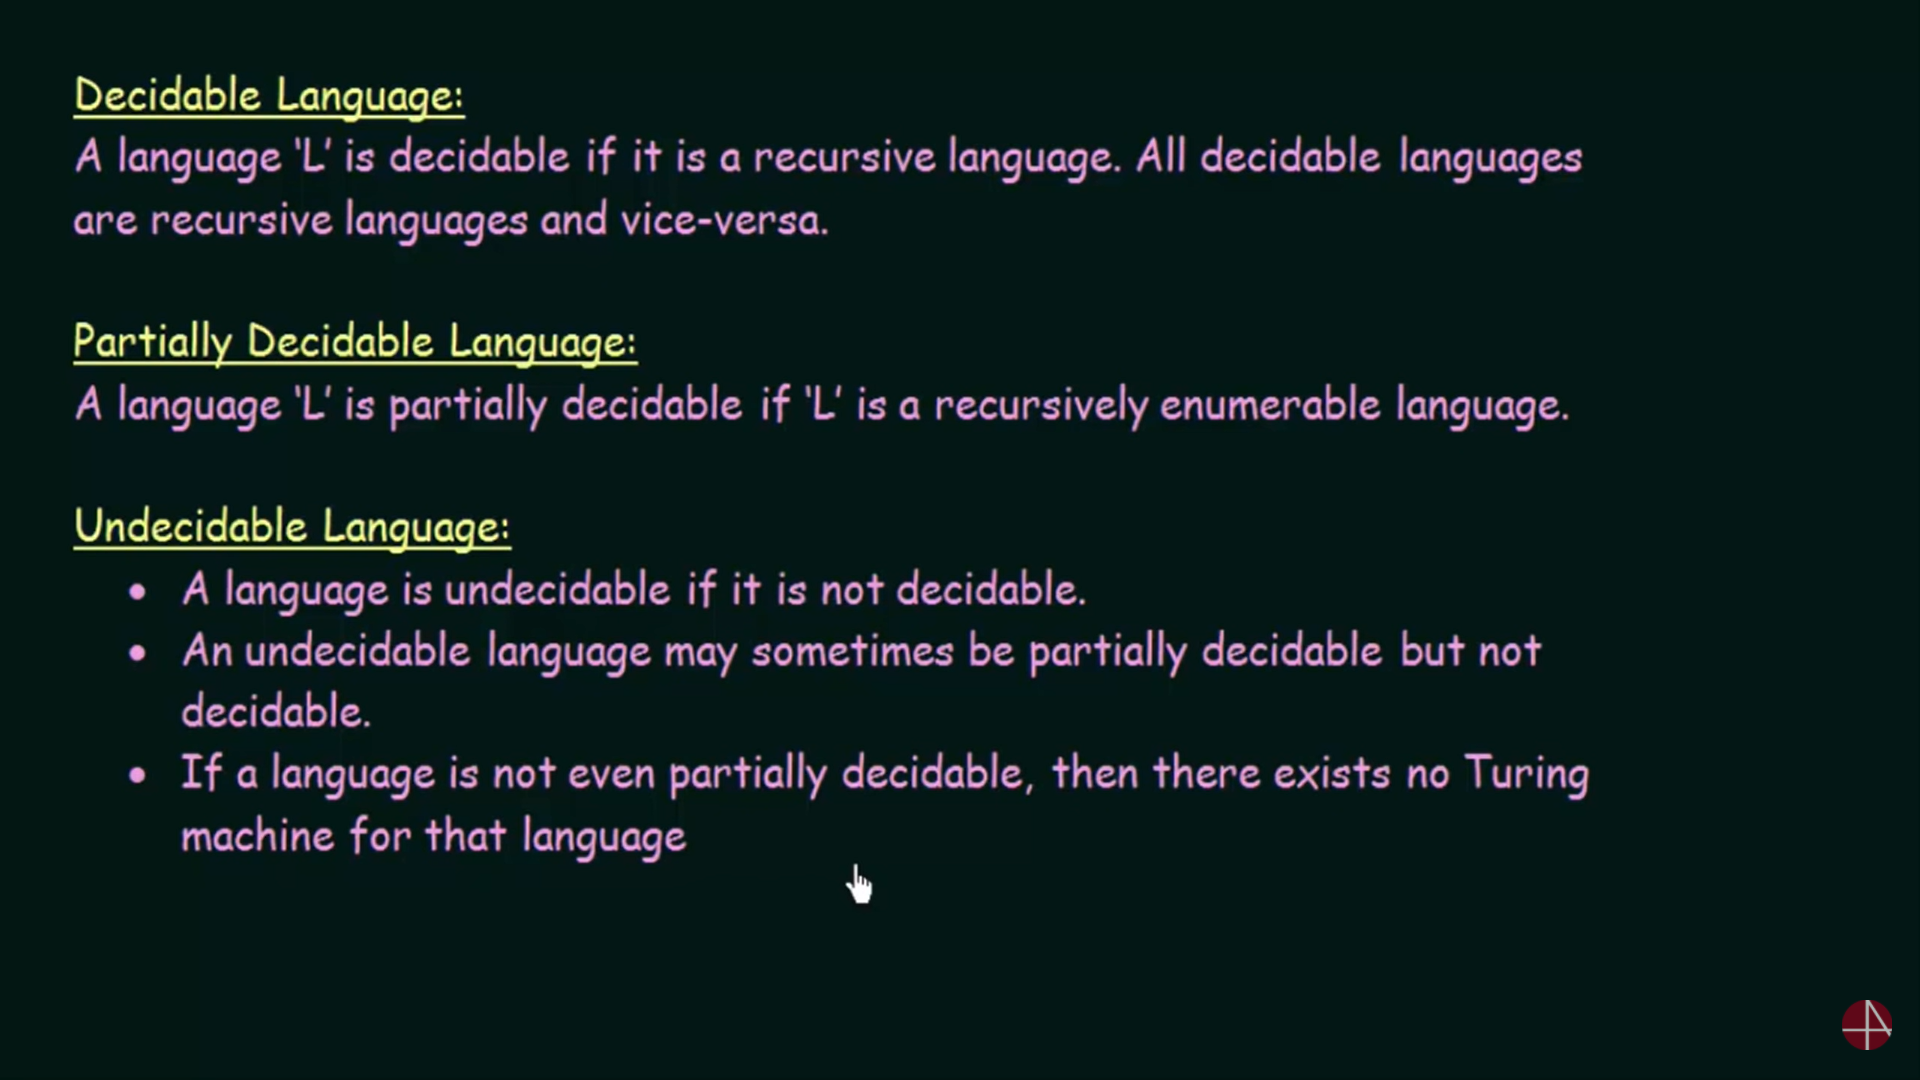 Decidable Language:
A language ‘L’ is decidable if it is a recursive language. All decidable languages
are recursive languages and vice-versa.
Partially Decidable Language:
A language ‘L’ is partially decidable if ‘L’ is a recursively enumerable language.
Undecidable Language:
• A language is undecidable if it is not decidable.
• An undecidable language may sometimes be partially decidable but not
decidable.
• If a language is not even partially decidable, then there exists no Turing
machine for that language